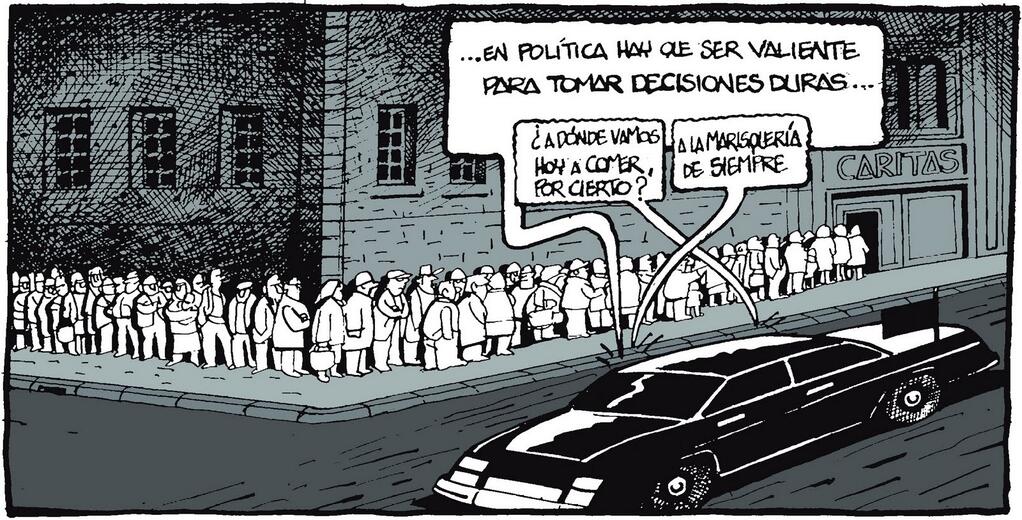 ...EN POLÍTICA HAY QUE SER VALIENTE
PARA TOMAR DECISIONES DURAS...
¿A DÓNDE VAMOS
HOY A COMER,
POR CIERTO?
A LA MARISQUERÍA
DE SIEMPRE
CARITAS